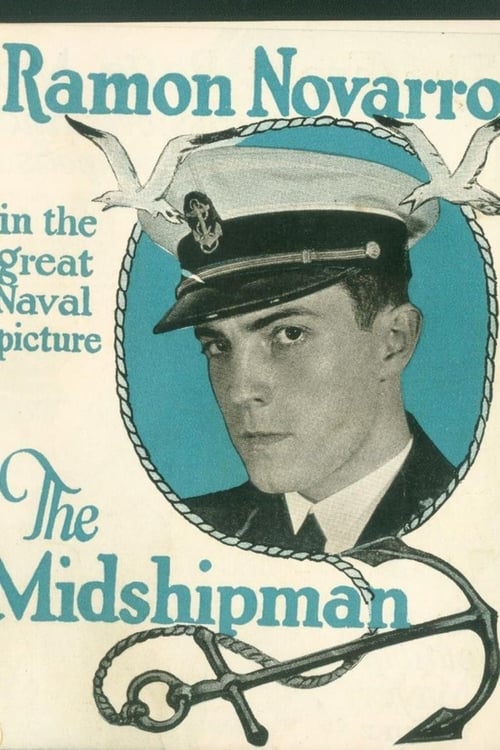 Ramon Novarro
in the
great
Naval
picture
The
Midshipman